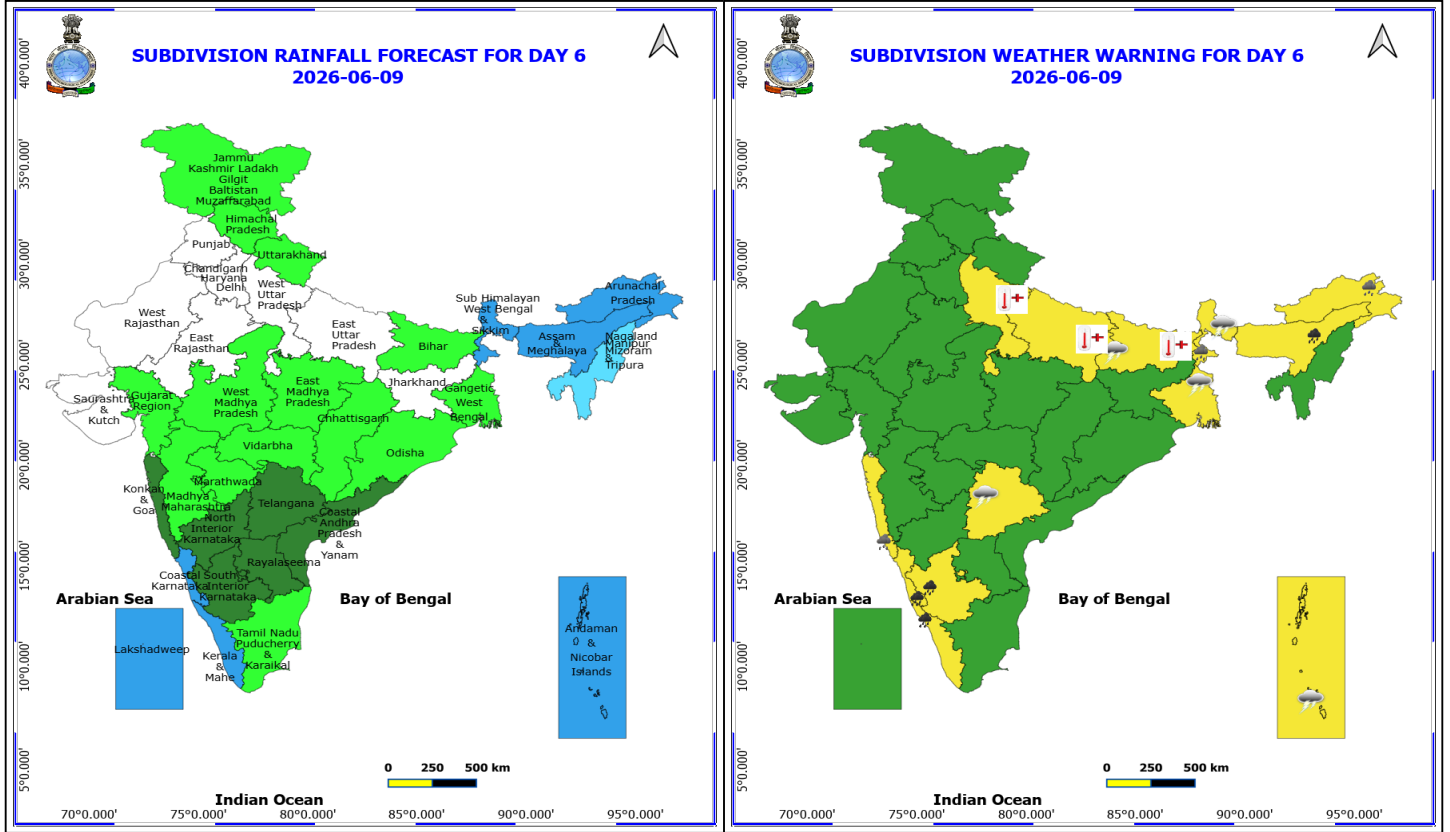 SUBDIVISION RAINFALL FORECAST FOR DAY 6
2026-06-09
40°0.000'
35°0.000'
30°0.000'
25°0.000'
20°0.000'
15°0.000'
10°0.000'
5°0.000'
Jammu
Kashmir Ladakh
Gilgit
Baltistan
Muzaffarabad
Himachal
Pradesh
Punjab
Uttarakhand
Chandigarh
Haryana
Delhi
West
Uttar
Pradesh
West
Rajasthan
East
Rajasthan
East
Uttar
Pradesh
Bihar
Sub Himalayan
West Bengal
&
Sikkim
Arunachal
Pradesh
Assam
&
Meghalaya
Nagaland
Manipur
Mizoram
&
Tripura
Jharkhand
Gangetic
West
Bengal
Saurashtra
&
Kutch
Gujarat
Region
West
Madhya
Pradesh
East
Madhya
Pradesh
Chhattisgarh
Vidarbha
Odisha
Marathwada
Konkan
&
Goa
Madhya
Maharashtra
Telangana
North
Interior
Karnataka
Coastal
Andhra
Pradesh
&
Yanam
Rayalaseema
Coastal
Karnataka
South
Interior
Karnataka
Arabian Sea
Bay of Bengal
Tamil Nadu
Puducherry
&
Karaikal
Lakshadweep
Kerala
&
Mahe
Andaman
&
Nicobar
Islands
0 250 500 km
Indian Ocean
70°0.000' 75°0.000' 80°0.000' 85°0.000' 90°0.000' 95°0.000'
SUBDIVISION WEATHER WARNING FOR DAY 6
2026-06-09
40°0.000'
35°0.000'
30°0.000'
25°0.000'
20°0.000'
15°0.000'
10°0.000'
5°0.000'
Arabian Sea
Bay of Bengal
0 250 500 km
Indian Ocean
70°0.000' 75°0.000' 80°0.000' 85°0.000' 90°0.000' 95°0.000'